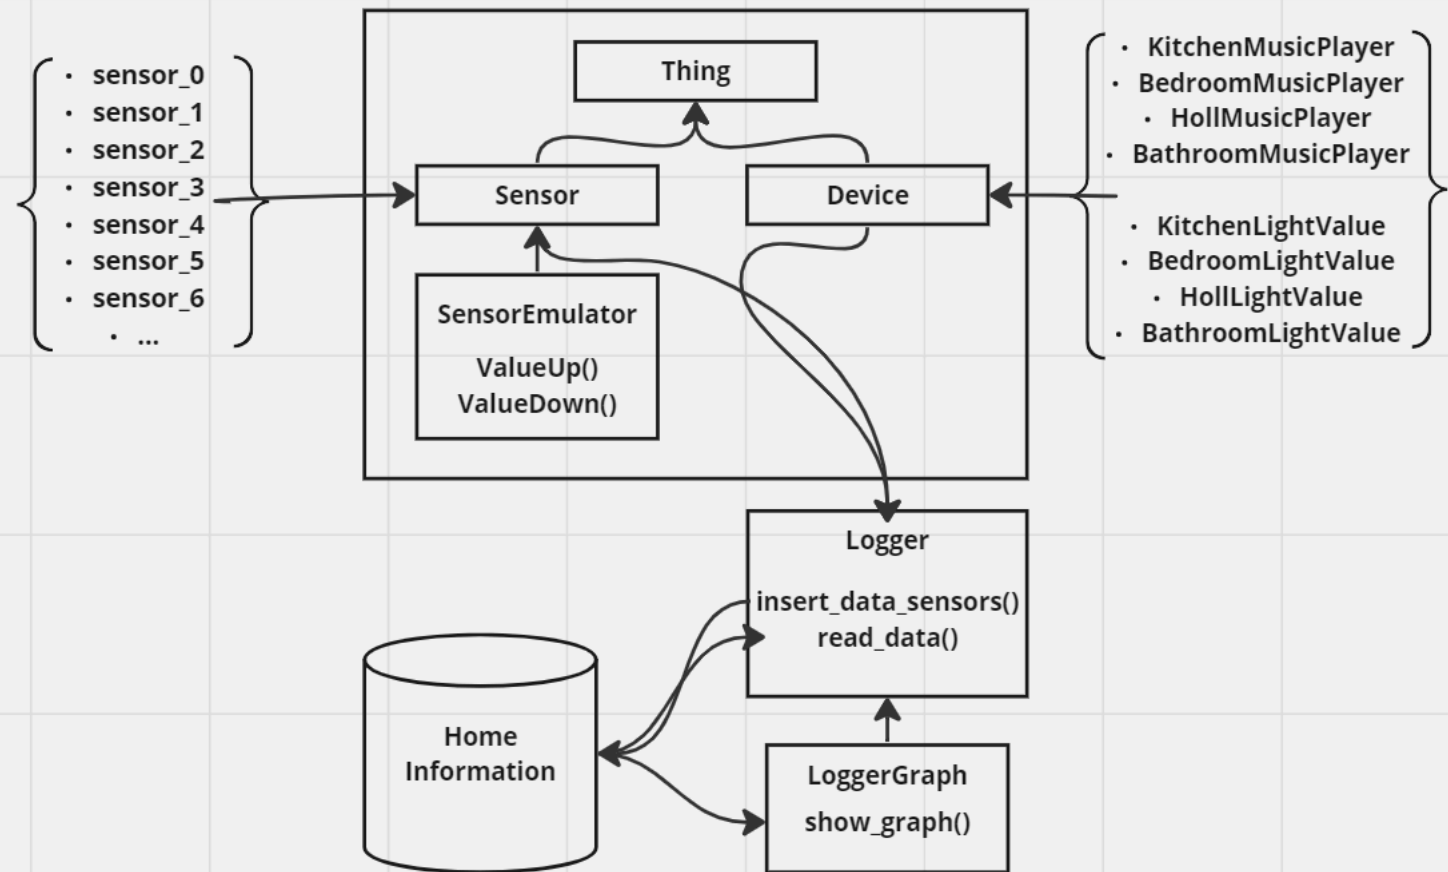 Thing
sensor_0
sensor_1
sensor_2
sensor_3
sensor_4
sensor_5
sensor_6
...
Sensor
Device
KitchenMusicPlayer
BedroomMusicPlayer
HollMusicPlayer
BathroomMusicPlayer
KitchenLightValue
BedroomLightValue
HollLightValue
BathroomLightValue
SensorEmulator
ValueUp()
ValueDown()
Logger
insert_data_sensors()
read_data()
Home
Information
LoggerGraph
show_graph()